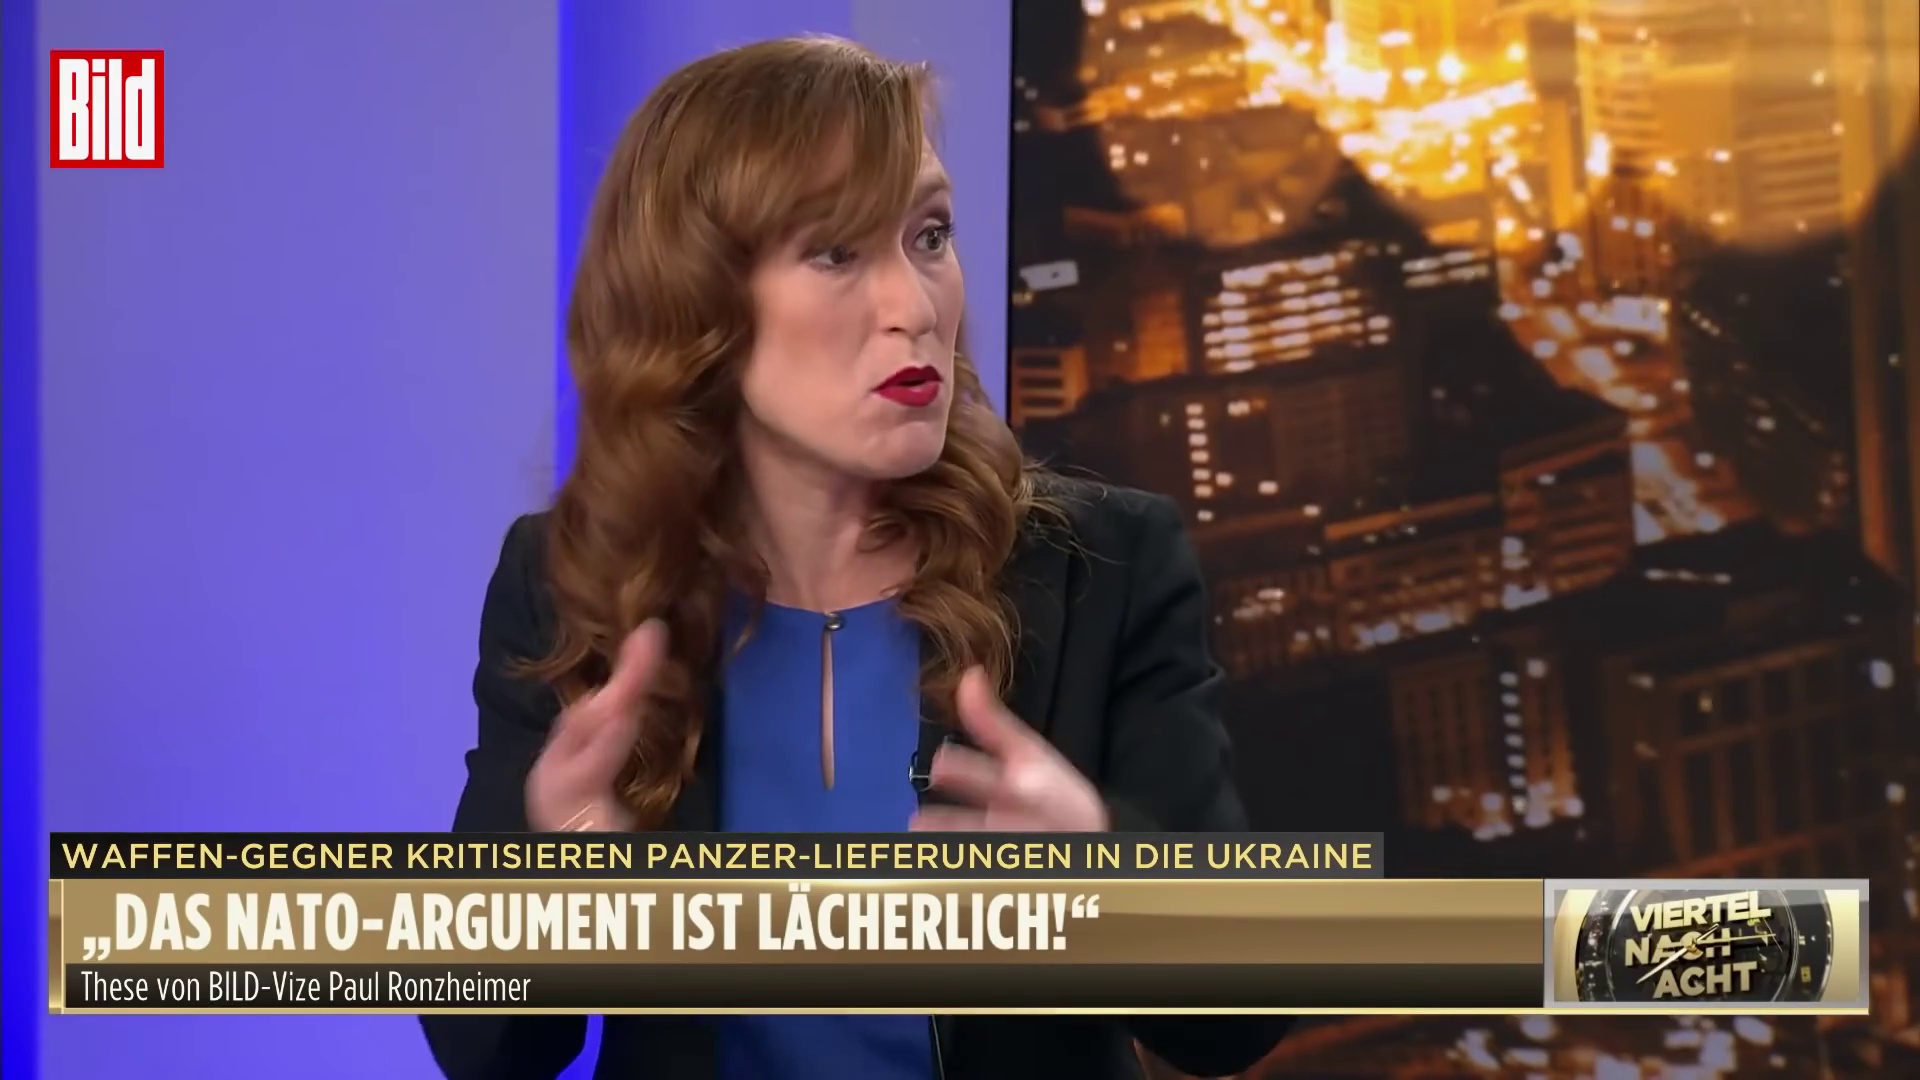 Bild
WAFFEN-GEGNER KRITISIEREN PANZER-LIEFERUNGEN IN DIE UKRAINE
„DAS NATO-ARGUMENT IST LÄCHERLICH!“
These von BILD-Vize Paul Ronzheimer
VIERTEL
NACH
ACHT